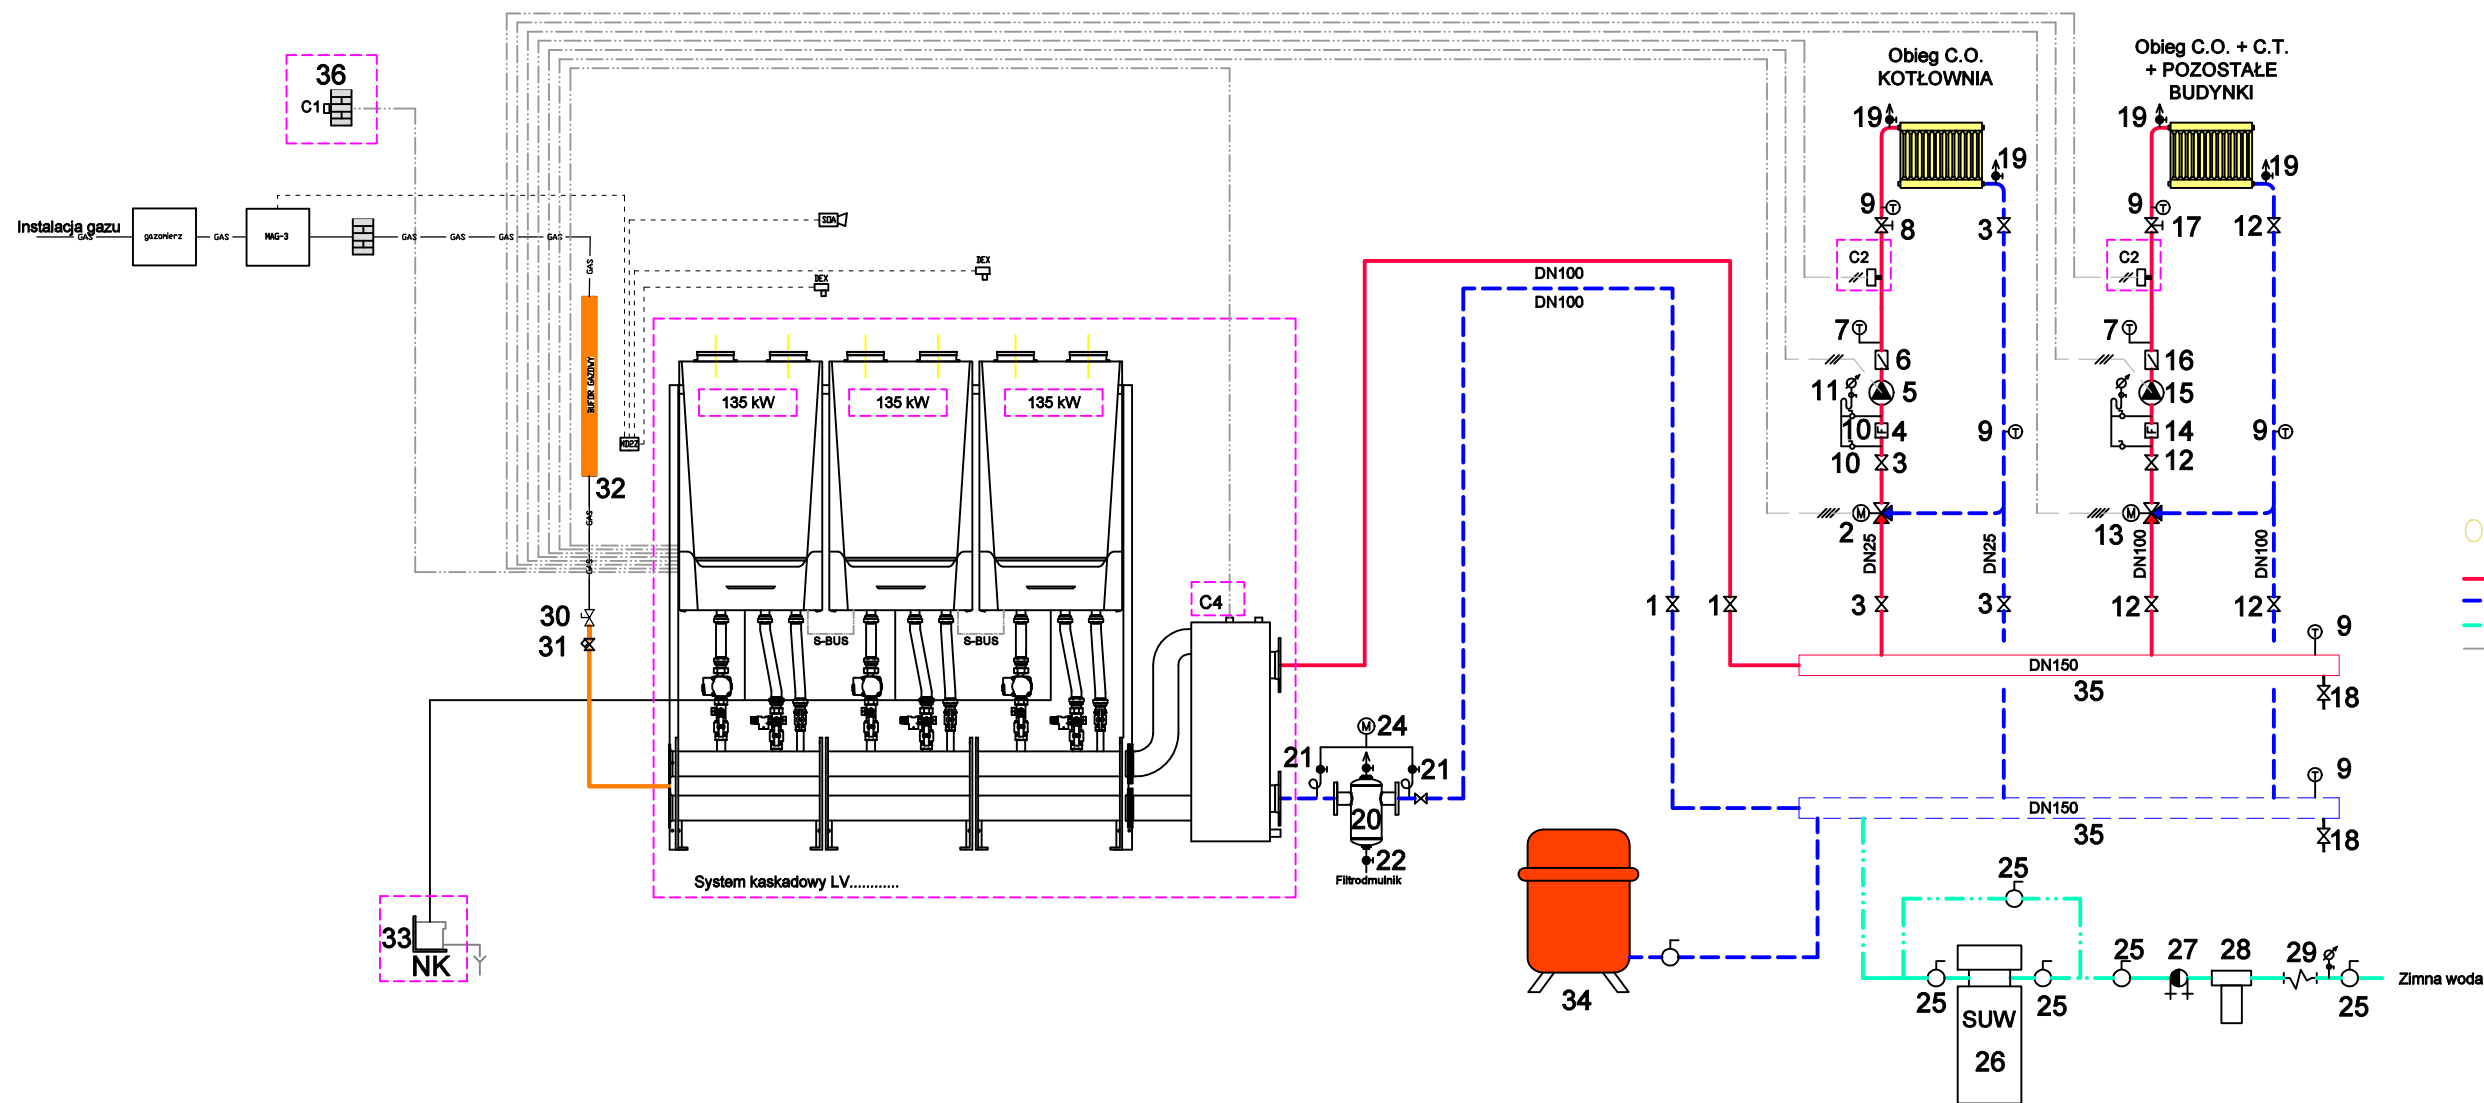 36
C1
Instalacja gazu
GAS
gazomierz
GAS
MAG-3
GAS
GAS
GAS
GAS
GAS
SOA
DEX
DEX
BUFOR GAZOWY
MD2Z
32
GAS
GAS
30
31
135 kW
135 kW
135 kW
S-BUS
S-BUS
C4
System kaskadowy LV............
33
NK
DN100
DN100
1
1
24
21
21
20
22
Filtrodmulnik
34
Obieg C.O.
KOTŁOWNIA
19
19
9
8
3
C2
7
6
11
5
10
4
9
10
3
2
DN25
DN25
3
3
Obieg C.O. + C.T.
+ POZOSTAŁE
BUDYNKI
19
19
9
17
12
C2
7
16
15
F
14
9
12
M
M
13
DN100
DN100
12
12
T
9
DN150
35
18
9
DN150
35
18
25
25
25
25
27
28
29
25
Zimna woda
SUW
26